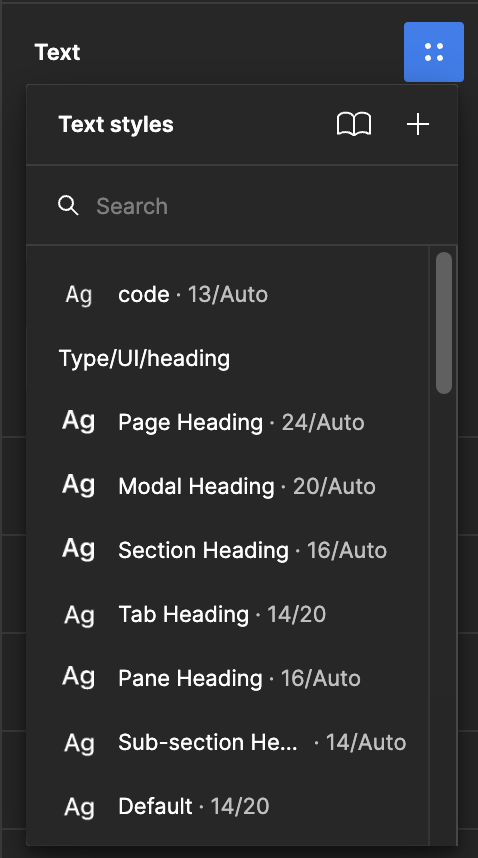 Text
Text styles
Search
Ag code · 13/Auto
Type/UI/heading
Ag Page Heading · 24/Auto
Ag Modal Heading · 20/Auto
Ag Section Heading · 16/Auto
Ag Tab Heading · 14/20
Ag Pane Heading · 16/Auto
Ag Sub-section He... · 14/Auto
Ag Default · 14/20